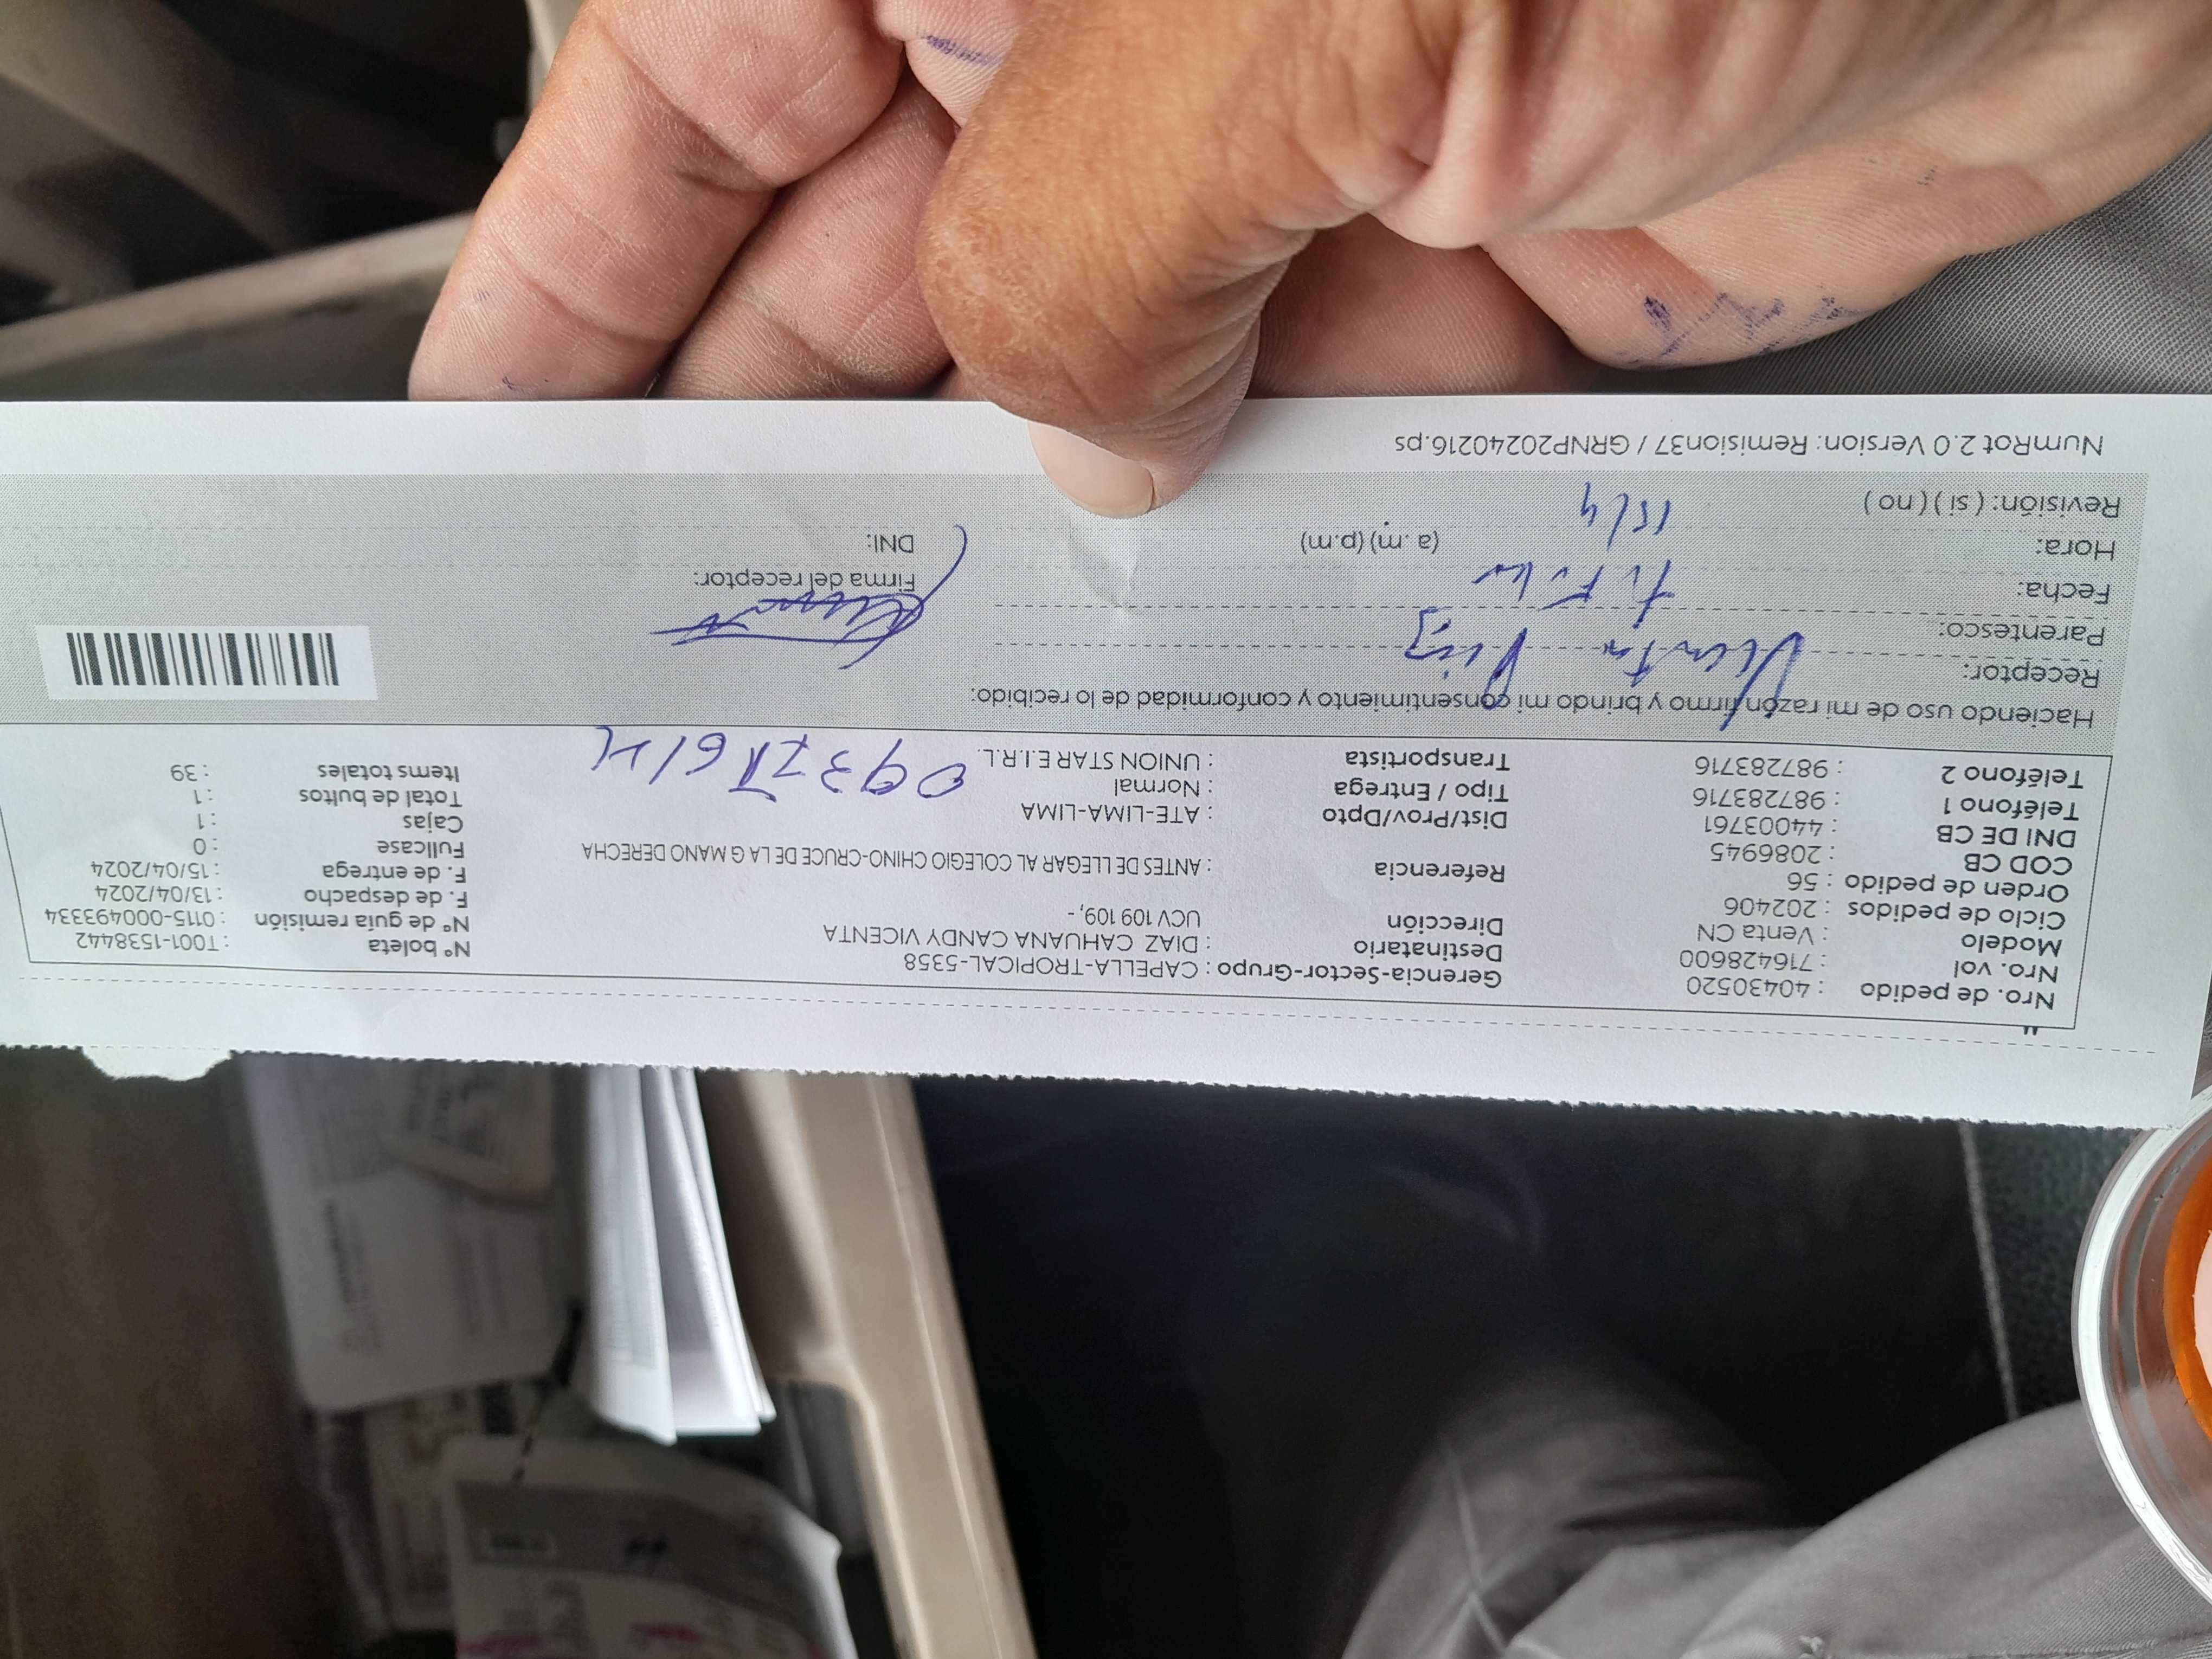 Nro. de pedido : 40430520
Nro. vol : 716428600
Modelo : Venta CN
Ciclo de pedidos : 202406
Orden de pedido : 56
COD CB : 2086945
DNI DE CB : 44003761
Teléfono 1 : 987283716
Teléfono 2 : 987283716
Gerencia-Sector-Grupo : CAPELLA-TROPICAL-5358
Destinatario : DIAZ CAHUANA CANDY VICENTA
Dirección UCV 109 109, -
Referencia : ANTES DE LLEGAR AL COLEGIO CHINO-CRUCE DE LA G MANO DERECHA
Dist/Prov/Dpto : ATE-LIMA-LIMA
Tipo / Entrega : Normal
Transportista : UNION STAR E.I.R.L.
N° boleta : T001-1538442
N° de guía remisión : 0115-000493334
F. de despacho : 13/04/2024
F. de entrega : 15/04/2024
Fullcase : 0
Cajas : 1
Total de bultos : 1
Items totales : 39
Haciendo uso de mi razón firmo y brindo mi consentimiento y conformidad de lo recibido:
Receptor:
Parentesco:
Fecha:
Hora: (a .m) (p.m) 15/4
Revisión: ( si ) ( no )
Firma del receptor:
DNI:
NumRot 2.0 Version: Remision37 / GRNP20240216.ps